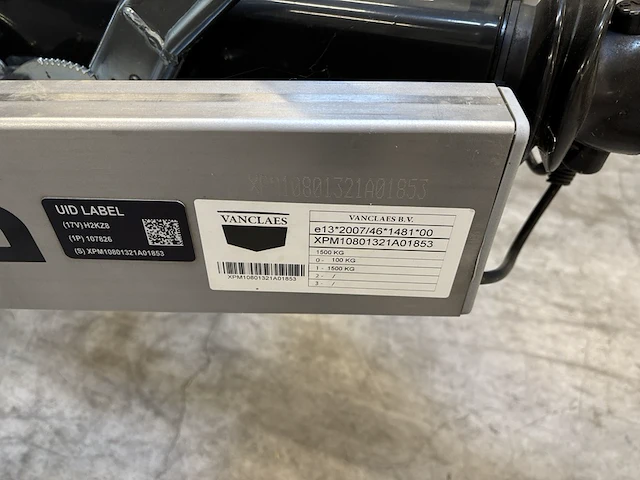 XPM10801321A01853
UID LABEL
(17V) H2KZ8
(1P) 107826
(S) XPM10801321A01853
VANCLAES
XPM10801321A01853
VANCLAES B.V.
e13*2007/46*1481*00
XPM10801321A01853
1500 KG
0 - 100 KG
1 - 1500 KG
2 - /
3 - /